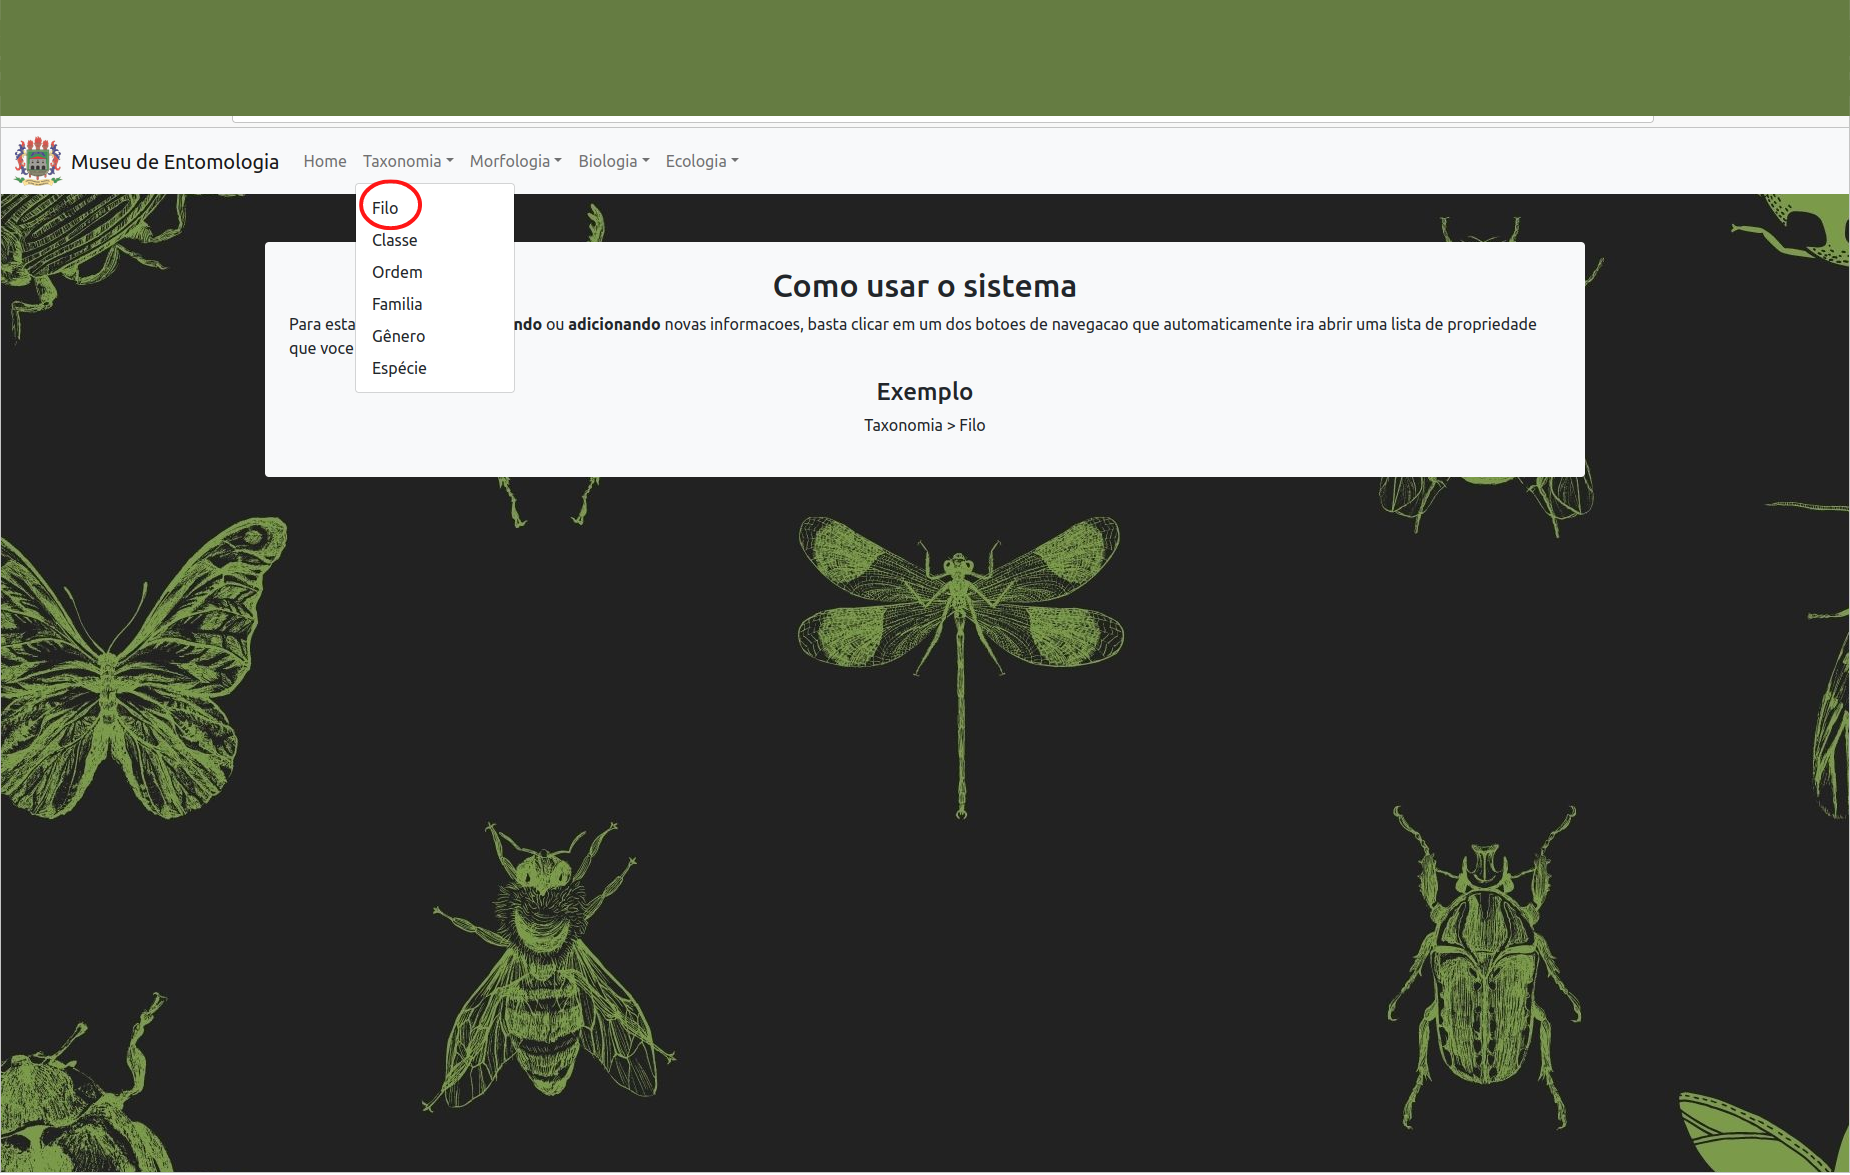 Museu de Entomologia Home Taxonomia Morfologia Biologia Ecologia
Filo
Classe
Ordem
Familia
Gênero
Espécie
Como usar o sistema
Para esta ndo ou adicionando novas informacoes, basta clicar em um dos botoes de navegacao que automaticamente ira abrir uma lista de propriedade
que voce
Exemplo
Taxonomia > Filo